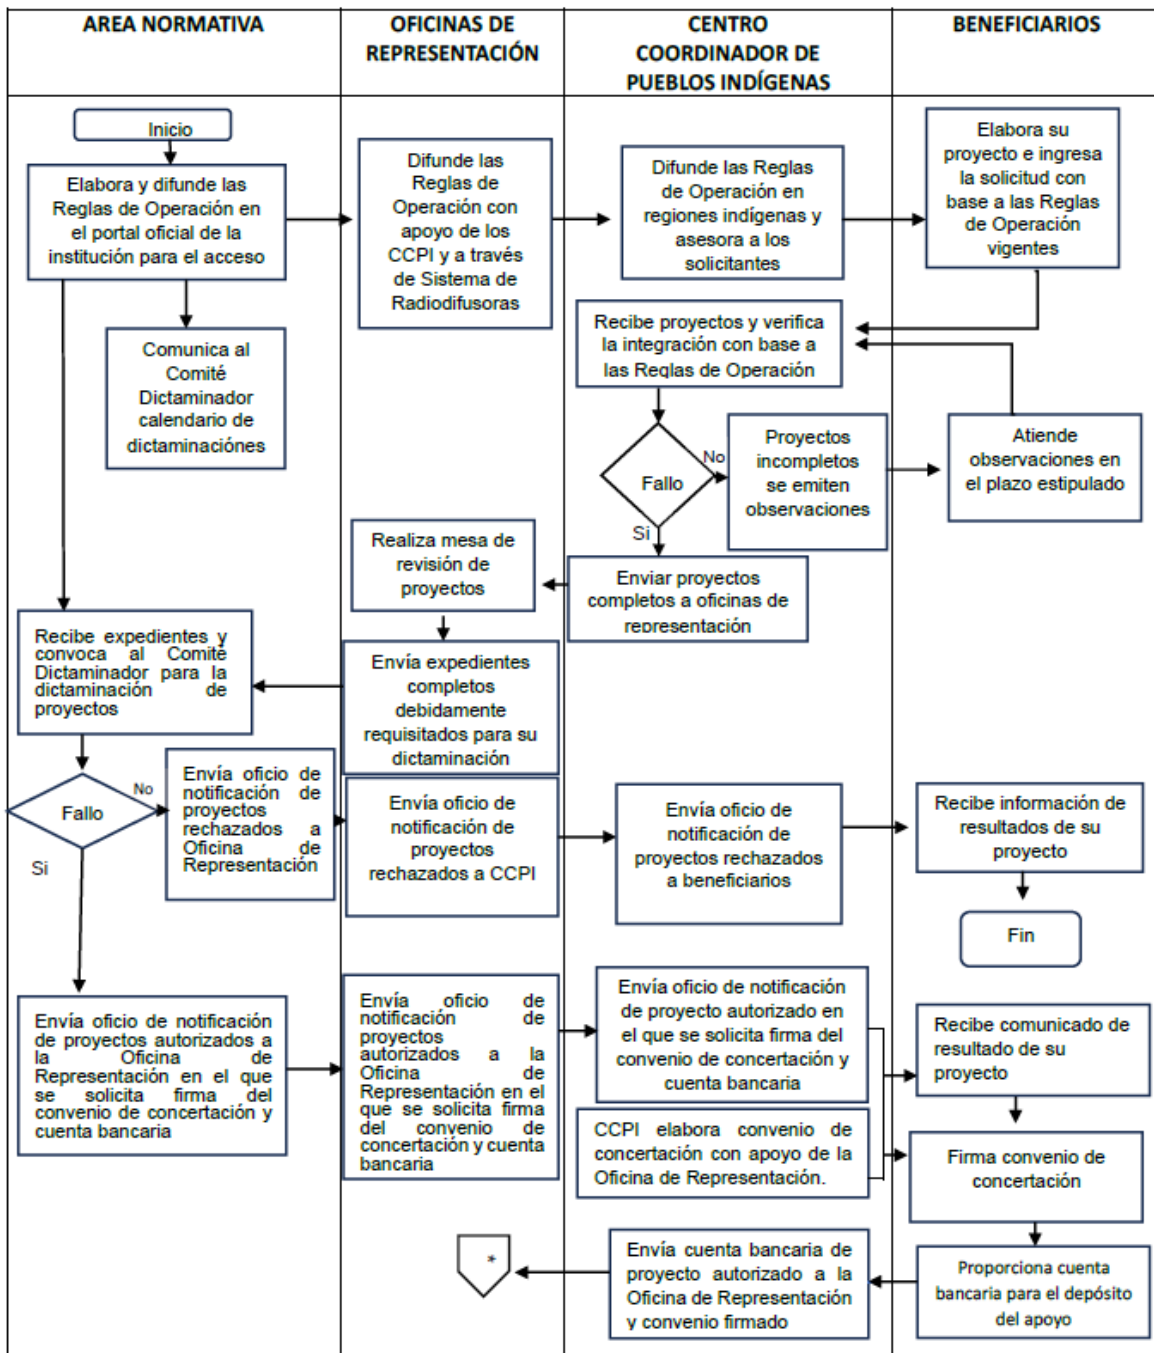 AREA NORMATIVA
OFICINAS DE
REPRESENTACIÓN
CENTRO
COORDINADOR DE
PUEBLOS INDÍGENAS
BENEFICIARIOS
Inicio
Elabora y difunde las
Reglas de Operación en
el portal oficial de la
institución para el acceso
Difunde las
Reglas de
Operación con
apoyo de los
CCPI y a través
de Sistema de
Radiodifusoras
Difunde las Reglas
de Operación en
regiones indígenas y
asesora a los
solicitantes
Elabora su
proyecto e ingresa
la solicitud con
base a las Reglas
de Operación
vigentes
Comunica al
Comité
Dictaminador
calendario de
dictaminaciónes
Recibe proyectos y verifica
la integración con base a
las Reglas de Operación
Fallo
No
Si
Proyectos
incompletos
se emiten
observaciones
Atiende
observaciones en
el plazo estipulado
Realiza mesa de
revisión de
proyectos
Enviar proyectos
completos a oficinas de
representación
Recibe expedientes y
convoca al Comité
Dictaminador para la
dictaminación de
proyectos
Envía expedientes
completos
debidamente
requisitados para su
dictaminación
Fallo
No
Si
Envía oficio de
notificación de
proyectos
rechazados a
Oficina de
Representación
Envía oficio de
notificación de
proyectos
rechazados a CCPI
Envía oficio de
notificación de
proyectos rechazados
a beneficiarios
Recibe información de
resultados de su
proyecto
Fin
Envía oficio de notificación
de proyectos autorizados a
la Oficina de
Representación en el que
se solicita firma del
convenio de concertación y
cuenta bancaria
Envía oficio de
notificación de
proyectos
autorizados a la
Oficina de
Representación en el
que se solicita firma
del convenio de
concertación y cuenta
bancaria
Envía oficio de notificación
de proyecto autorizado en
el que se solicita firma del
convenio de concertación y
cuenta bancaria
Recibe comunicado de
resultado de su
proyecto
CCPI elabora convenio de
concertación con apoyo de la
Oficina de Representación.
Firma convenio de
concertación
*
Envía cuenta bancaria de
proyecto autorizado a la
Oficina de Representación
y convenio firmado
Proporciona cuenta
bancaria para el depósito
del apoyo